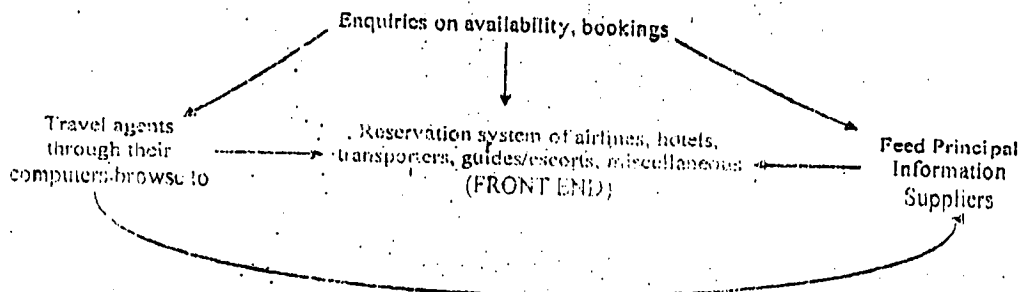 Enquiries on availability, bookings
Travel agents
through their
computers-browse to
Reservation system of airlines, hotels,
transporters, guides/escorts, miscellaneous
(FRONT END)
Feed Principal
Information
Suppliers